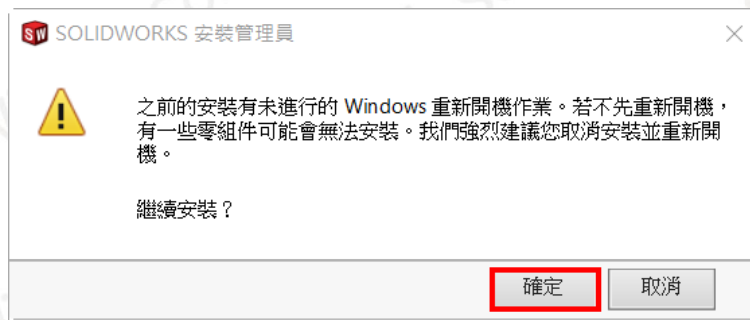 SW SOLIDWORKS 安裝管理員
之前的安裝有未進行的 Windows 重新開機作業。若不先重新開機，
有一些零組件可能會無法安裝。我們強烈建議您取消安裝並重新開
機。
繼續安裝？
確定 取消